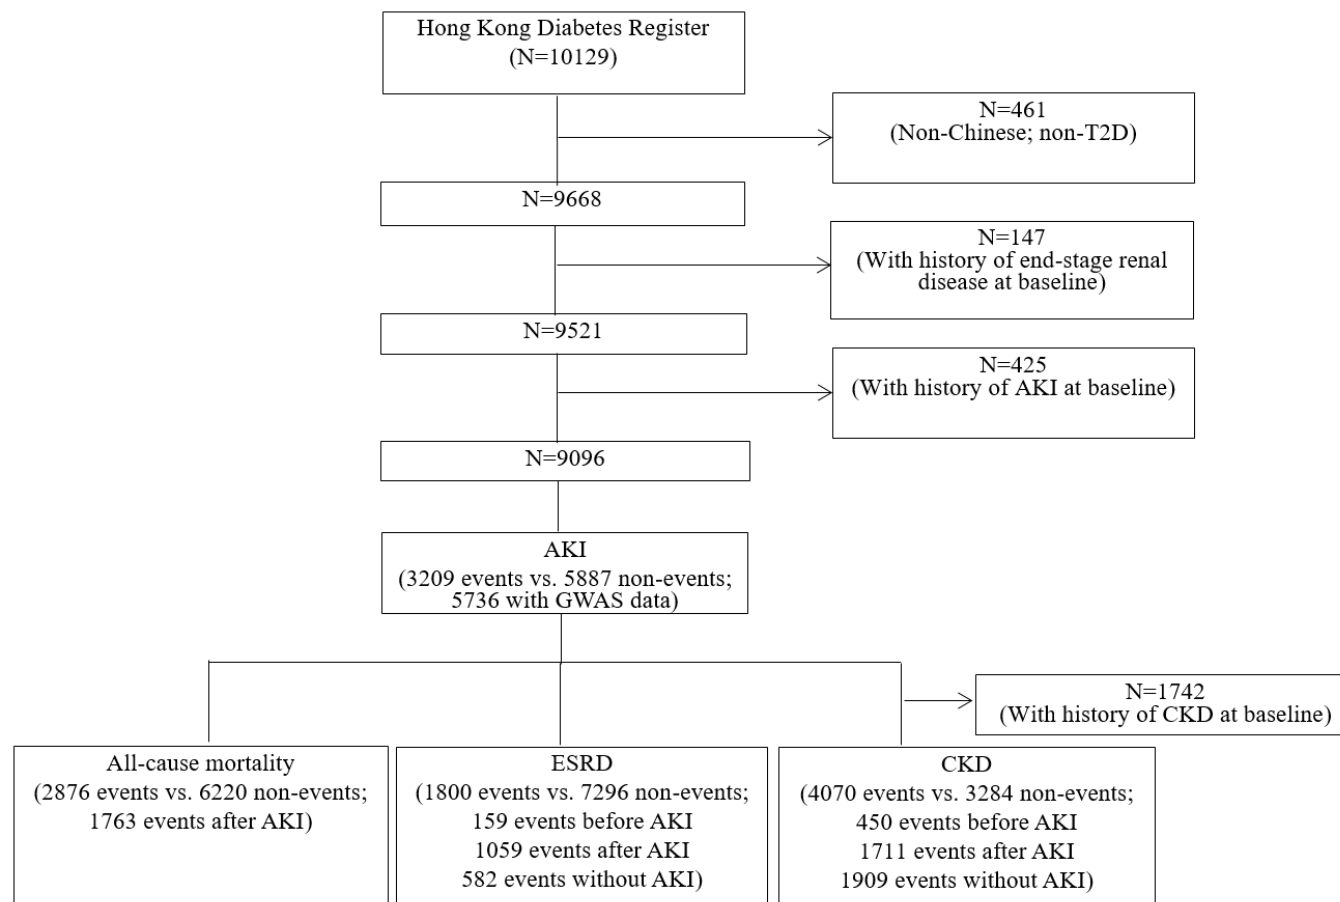 Hong Kong Diabetes Register
(N=10129)
N=461
(Non-Chinese; non-T2D)
N=9668
N=147
(With history of end-stage renal
disease at baseline)
N=9521
N=425
(With history of AKI at baseline)
N=9096
AKI
(3209 events vs. 5887 non-events;
5736 with GWAS data)
N=1742
(With history of CKD at baseline)
All-cause mortality
(2876 events vs. 6220 non-events;
1763 events after AKI)
ESRD
(1800 events vs. 7296 non-events;
159 events before AKI
1059 events after AKI
582 events without AKI)
CKD
(4070 events vs. 3284 non-events;
450 events before AKI
1711 events after AKI
1909 events without AKI)